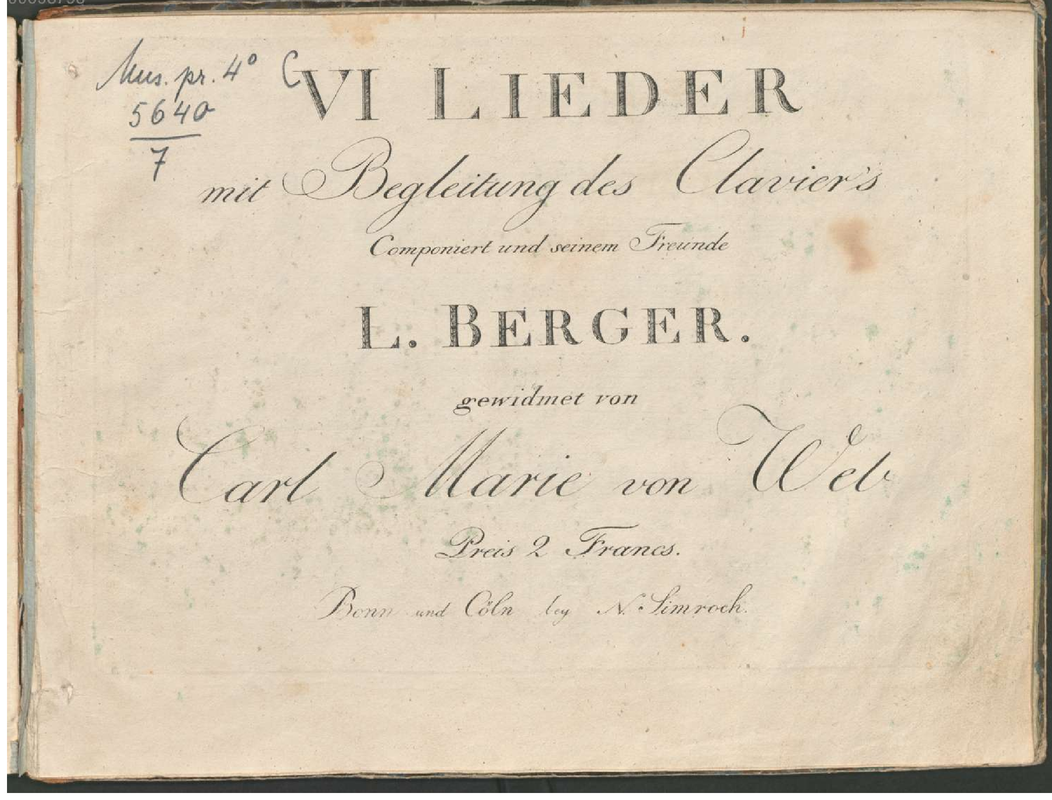 Mus. pr. 4°
5640
7
VI LIEDER
mit Begleitung des Clavier's
Componiert und seinem Freunde
L. BERGER.
gewidmet von
Carl Marie von Web
Preis 2 Francs.
Bonn und Cöln bey N. Simrock.